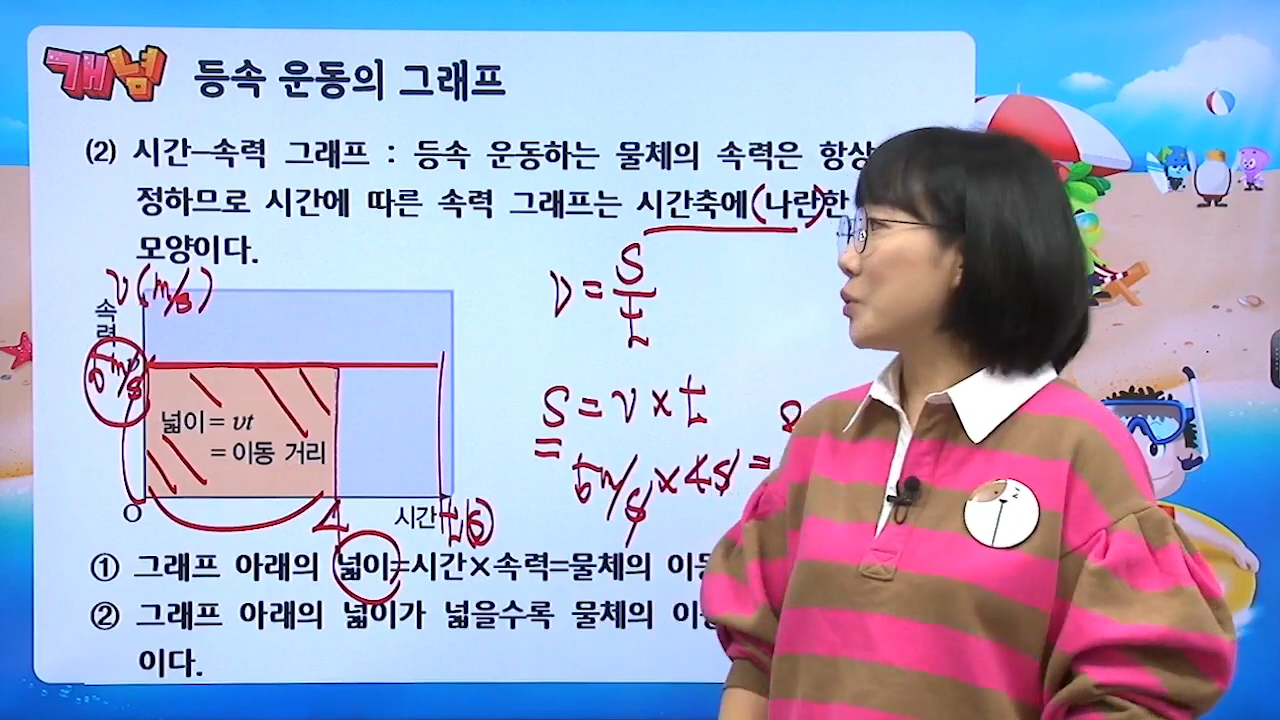 개념 등속 운동의 그래프
(2) 시간-속력 그래프 : 등속 운동하는 물체의 속력은 항상
정하므로 시간에 따른 속력 그래프는 시간축에(나란)한
모양이다.
v(m/s)
속력
5m/s
넓이=vt
=이동 거리
O
4
시간
t(s)
v=s/t
s=v×t
5m/s×4s=
① 그래프 아래의 넓이=시간×속력=물체의 이동
② 그래프 아래의 넓이가 넓을수록 물체의
이다.